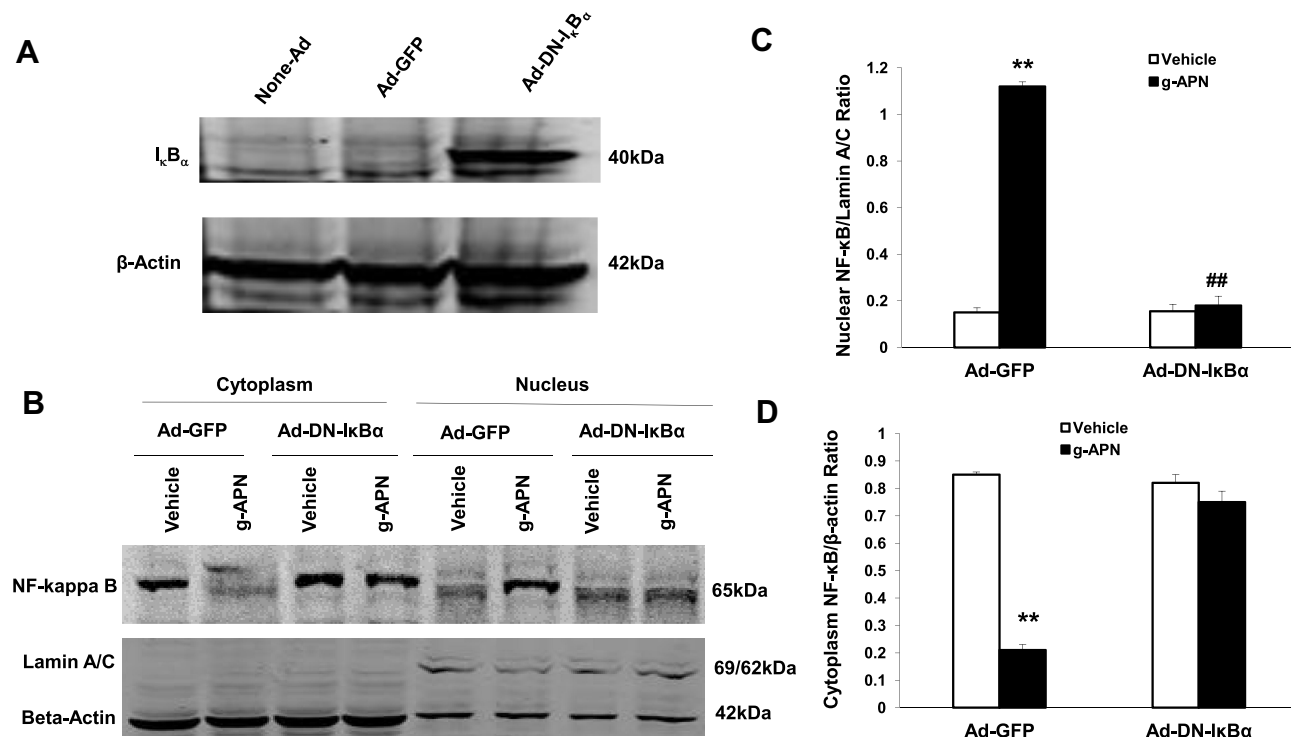 A
None-Ad
Ad-GFP
Ad-DN-IκBα
IκBα
40kDa
β-Actin
42kDa
B
Cytoplasm
Nucleus
Ad-GFP
Ad-DN-IκBα
Ad-GFP
Ad-DN-IκBα
Vehicle
g-APN
Vehicle
g-APN
Vehicle
g-APN
Vehicle
g-APN
NF-kappa B
65kDa
Lamin A/C
69/62kDa
Beta-Actin
42kDa
C
Vehicle
g-APN
Nuclear NF-κB/Lamin A/C Ratio
1.2
1
0.8
0.6
0.4
0.2
0
**
##
Ad-GFP
Ad-DN-IκBα
D
Vehicle
g-APN
Cytoplasm NF-κB/β-actin Ratio
1
0.9
0.8
0.7
0.6
0.5
0.4
0.3
0.2
0.1
0
**
Ad-GFP
Ad-DN-IκBα